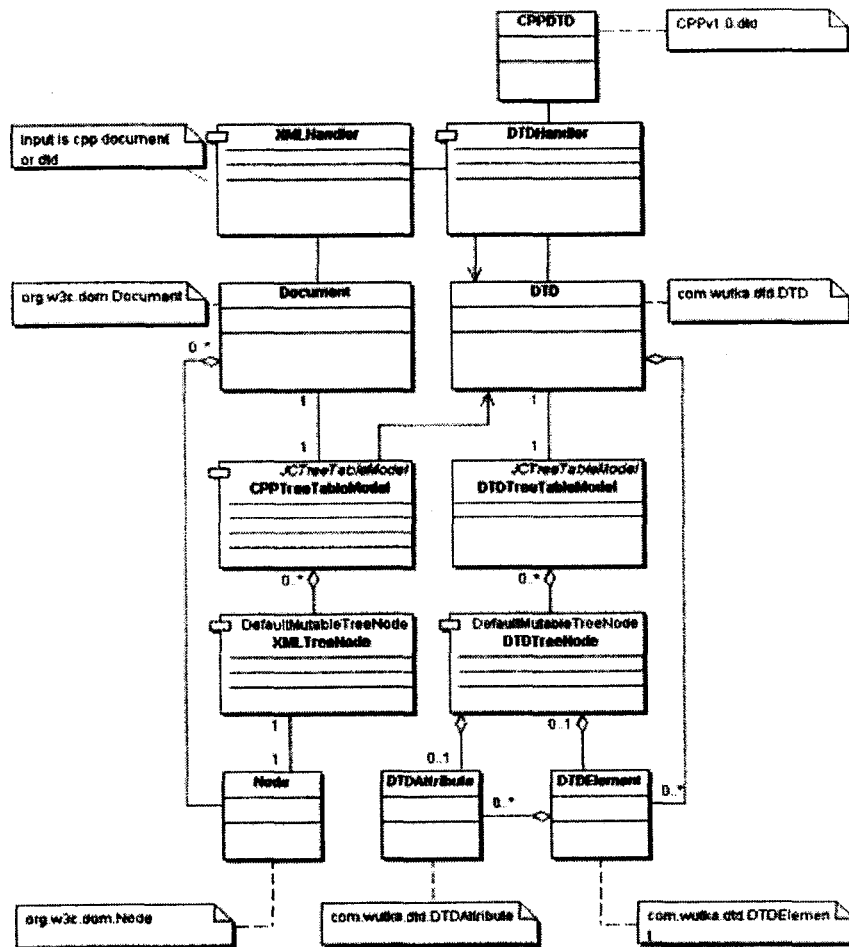 CPPDTD
CPPv1.0.dtd
Input is cpp document
or dtd
XMLHandler
DTDHandler
org.w3c.dom.Document
Document
DTD
com.wutka.dtd.DTD
0..*
1
1
1
1
JCTreeTableModel
CPPTreeTableModel
JCTreeTableModel
DTDTreeTableModel
0..*
0..*
DefaultMutableTreeNode
XMLTreeNode
DefaultMutableTreeNode
DTDTreeNode
1
0..1
0..1
1
Node
DTDAttribute
DTDElement
0..*
0..*
org.w3c.dom.Node
com.wutka.dtd.DTDAttribute
com.wutka.dtd.DTDElemen
t